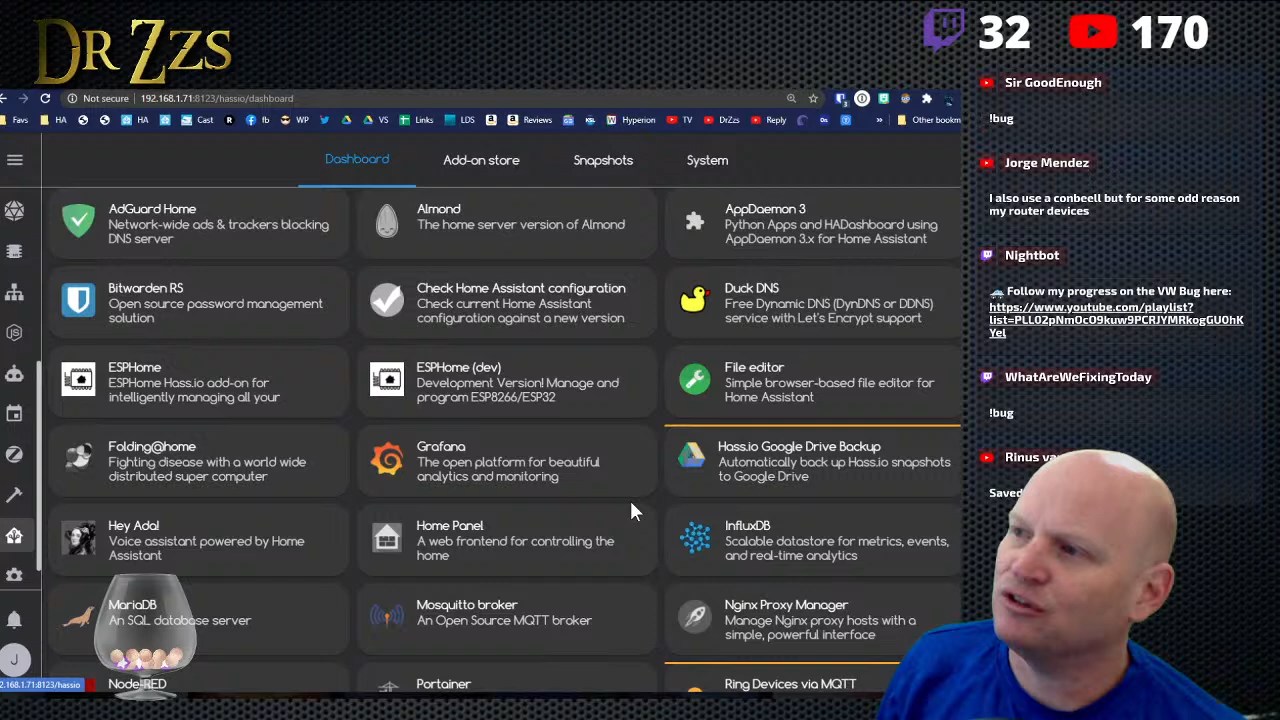 DR ZZS
32
170
Not secure
192.168.1.71:8123/hassio/dashboard
Favs
HA
HA
Cast
fb
WP
VS
Links
LDS
Reviews
Hyperion
TV
DrZzs
Reply
Other bookm
Dashboard
Add-on store
Snapshots
System
AdGuard Home
Network-wide ads & trackers blocking
DNS server
Almond
The home server version of Almond
AppDaemon 3
Python Apps and HADashboard using
AppDaemon 3.x for Home Assistant
Bitwarden RS
Open source password management
solution
Check Home Assistant configuration
Check current Home Assistant
configuration against a new version
Duck DNS
Free Dynamic DNS (DynDNS or DDNS)
service with Let's Encrypt support
ESPHome
ESPHome Hass.io add-on for
intelligently managing all your
ESPHome (dev)
Development Version! Manage and
program ESP8266/ESP32
File editor
Simple browser-based file editor for
Home Assistant
Folding@home
Fighting disease with a world wide
distributed super computer
Grafana
The open platform for beautiful
analytics and monitoring
Hass.io Google Drive Backup
Automatically back up Hass.io snapshots
to Google Drive
Hey Ada!
Voice assistant powered by Home
Assistant
Home Panel
A web frontend for controlling the
home
InfluxDB
Scalable datastore for metrics, events,
and real-time analytics
MariaDB
An SQL database server
Mosquitto broker
An Open Source MQTT broker
Nginx Proxy Manager
Manage Nginx proxy hosts with a
simple, powerful interface
Node-RED
Portainer
Ring Devices via MQTT
J
2.168.1.71:8123/hassio
Sir GoodEnough
!bug
Jorge Mendez
I also use a conbeeII but for some odd reason
my router devices
Nightbot
Follow my progress on the VW Bug here:
https://www.youtube.com/playlist?
list=PLL02pNmOcO9kuw9PCRJYMRkogGU0hK
Yel
WhatAreWeFixingToday
!bug
Rinus va
Saved